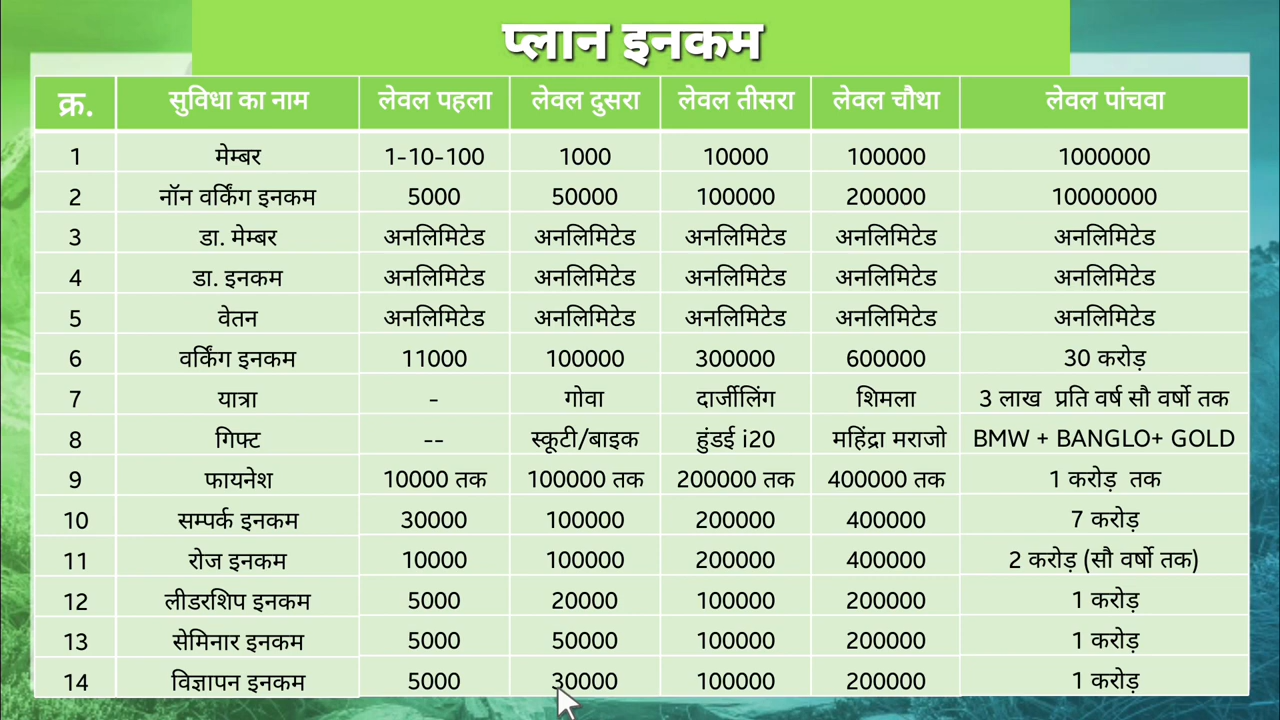 प्लान इनकम
क्र. सुविधा का नाम लेवल पहला लेवल दुसरा लेवल तीसरा लेवल चौथा लेवल पांचवा
1 मेम्बर 1-10-100 1000 10000 100000 1000000
2 नॉन वर्किंग इनकम 5000 50000 100000 200000 10000000
3 डा. मेम्बर अनलिमिटेड अनलिमिटेड अनलिमिटेड अनलिमिटेड अनलिमिटेड
4 डा. इनकम अनलिमिटेड अनलिमिटेड अनलिमिटेड अनलिमिटेड अनलिमिटेड
5 वेतन अनलिमिटेड अनलिमिटेड अनलिमिटेड अनलिमिटेड अनलिमिटेड
6 वर्किंग इनकम 11000 100000 300000 600000 30 करोड़
7 यात्रा - गोवा दार्जीलिंग शिमला 3 लाख प्रति वर्ष सौ वर्षो तक
8 गिफ्ट -- स्कूटी/बाइक हुंडई i20 महिंद्रा मराजो BMW + BANGLO+ GOLD
9 फायनेश 10000 तक 100000 तक 200000 तक 400000 तक 1 करोड़ तक
10 सम्पर्क इनकम 30000 100000 200000 400000 7 करोड़
11 रोज इनकम 10000 100000 200000 400000 2 करोड़ (सौ वर्षो तक)
12 लीडरशिप इनकम 5000 20000 100000 200000 1 करोड़
13 सेमिनार इनकम 5000 50000 100000 200000 1 करोड़
14 विज्ञापन इनकम 5000 30000 100000 200000 1 करोड़